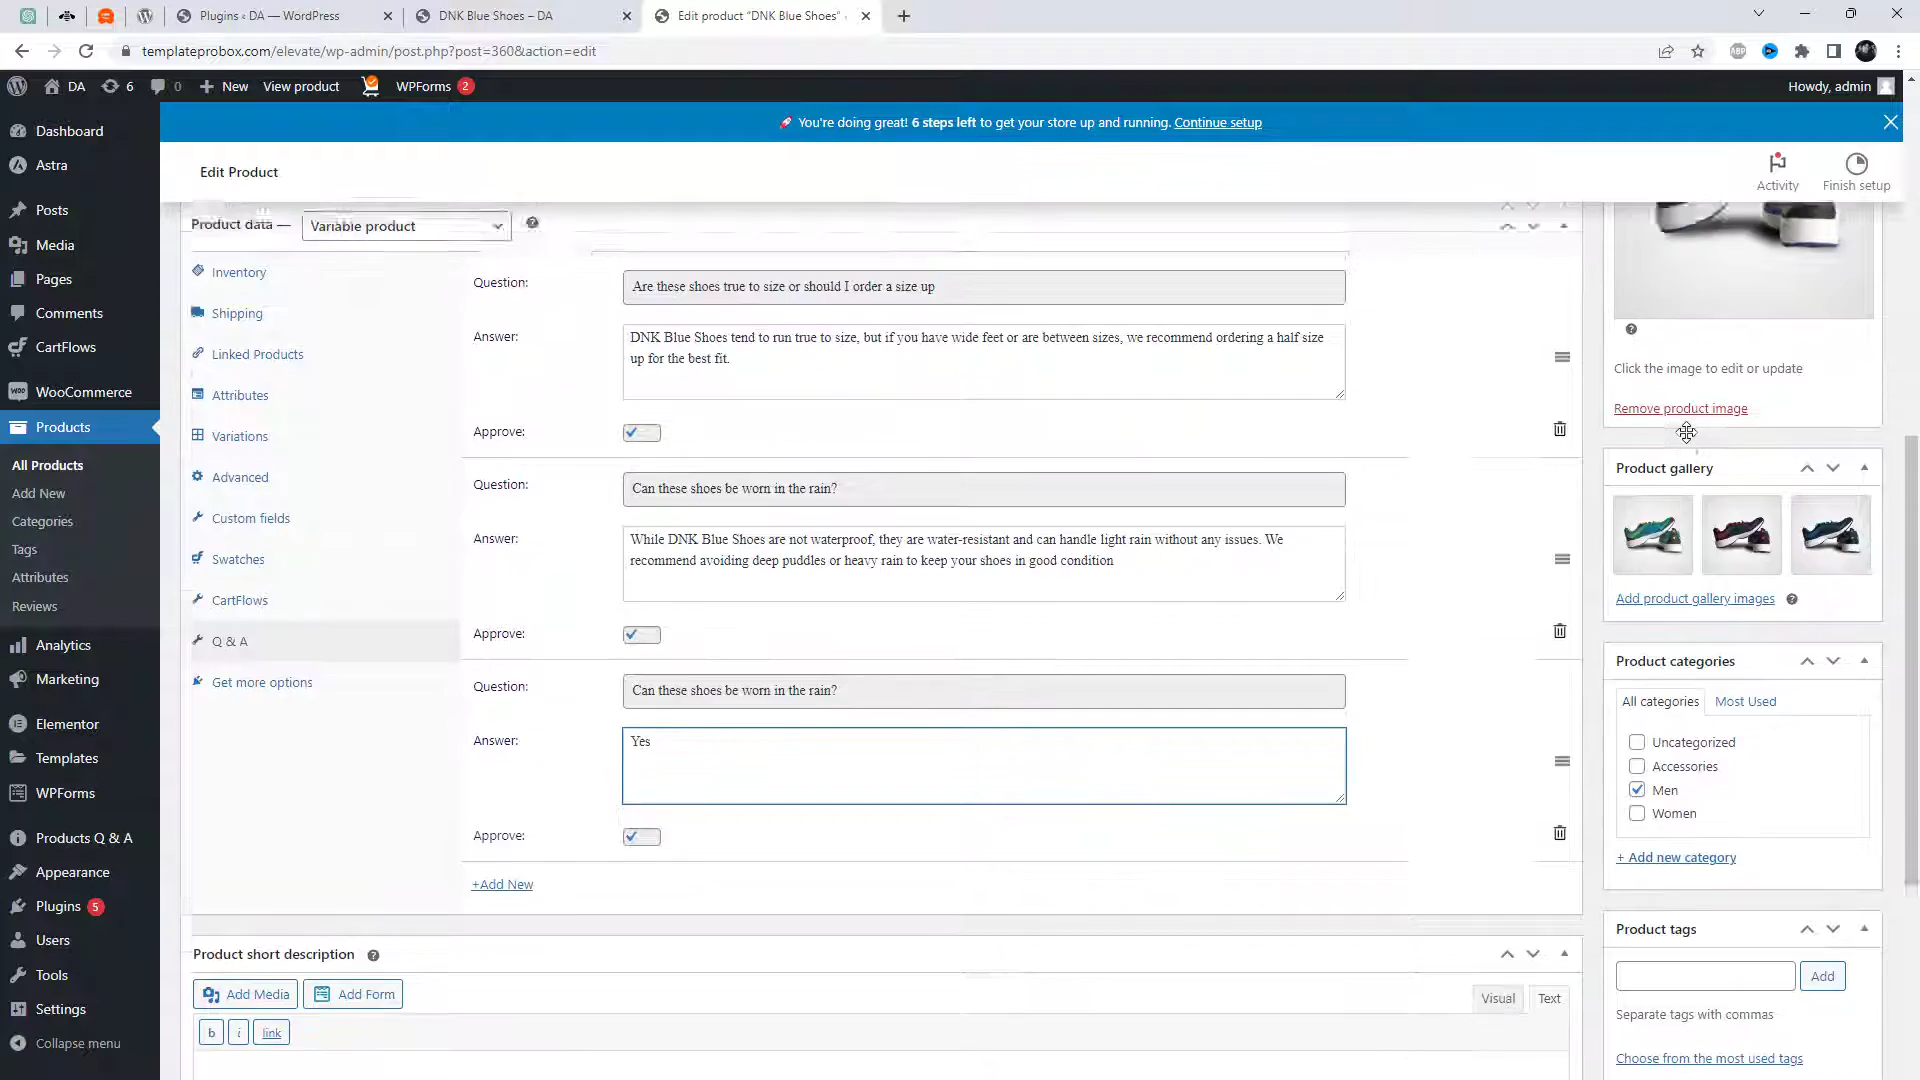 Plugins ‹ DA — WordPress
DNK Blue Shoes – DA
Edit product "DNK Blue Shoes"
templateprobox.com/elevate/wp-admin/post.php?post=360&action=edit
ABP
DA
6
0
New
View product
WPForms 2
Howdy, admin
Dashboard
Astra
Posts
Media
Pages
Comments
CartFlows
WooCommerce
Products
All Products
Add New
Categories
Tags
Attributes
Reviews
Analytics
Marketing
Elementor
Templates
WPForms
Products Q & A
Appearance
Plugins 5
Users
Tools
Settings
Collapse menu
You're doing great! 6 steps left to get your store up and running. Continue setup
Edit Product
Activity
Finish setup
Product data —
Variable product
Inventory
Shipping
Linked Products
Attributes
Variations
Advanced
Custom fields
Swatches
CartFlows
Q & A
Get more options
Question:
Are these shoes true to size or should I order a size up
Answer:
DNK Blue Shoes tend to run true to size, but if you have wide feet or are between sizes, we recommend ordering a half size
up for the best fit.
Approve:
Question:
Can these shoes be worn in the rain?
Answer:
While DNK Blue Shoes are not waterproof, they are water-resistant and can handle light rain without any issues. We
recommend avoiding deep puddles or heavy rain to keep your shoes in good condition
Approve:
Question:
Can these shoes be worn in the rain?
Answer:
Yes
Approve:
+Add New
Product short description
Add Media
Add Form
Visual
Text
b
i
link
Click the image to edit or update
Remove product image
Product gallery
Add product gallery images
Product categories
All categories
Most Used
Uncategorized
Accessories
Men
Women
+ Add new category
Product tags
Add
Separate tags with commas
Choose from the most used tags